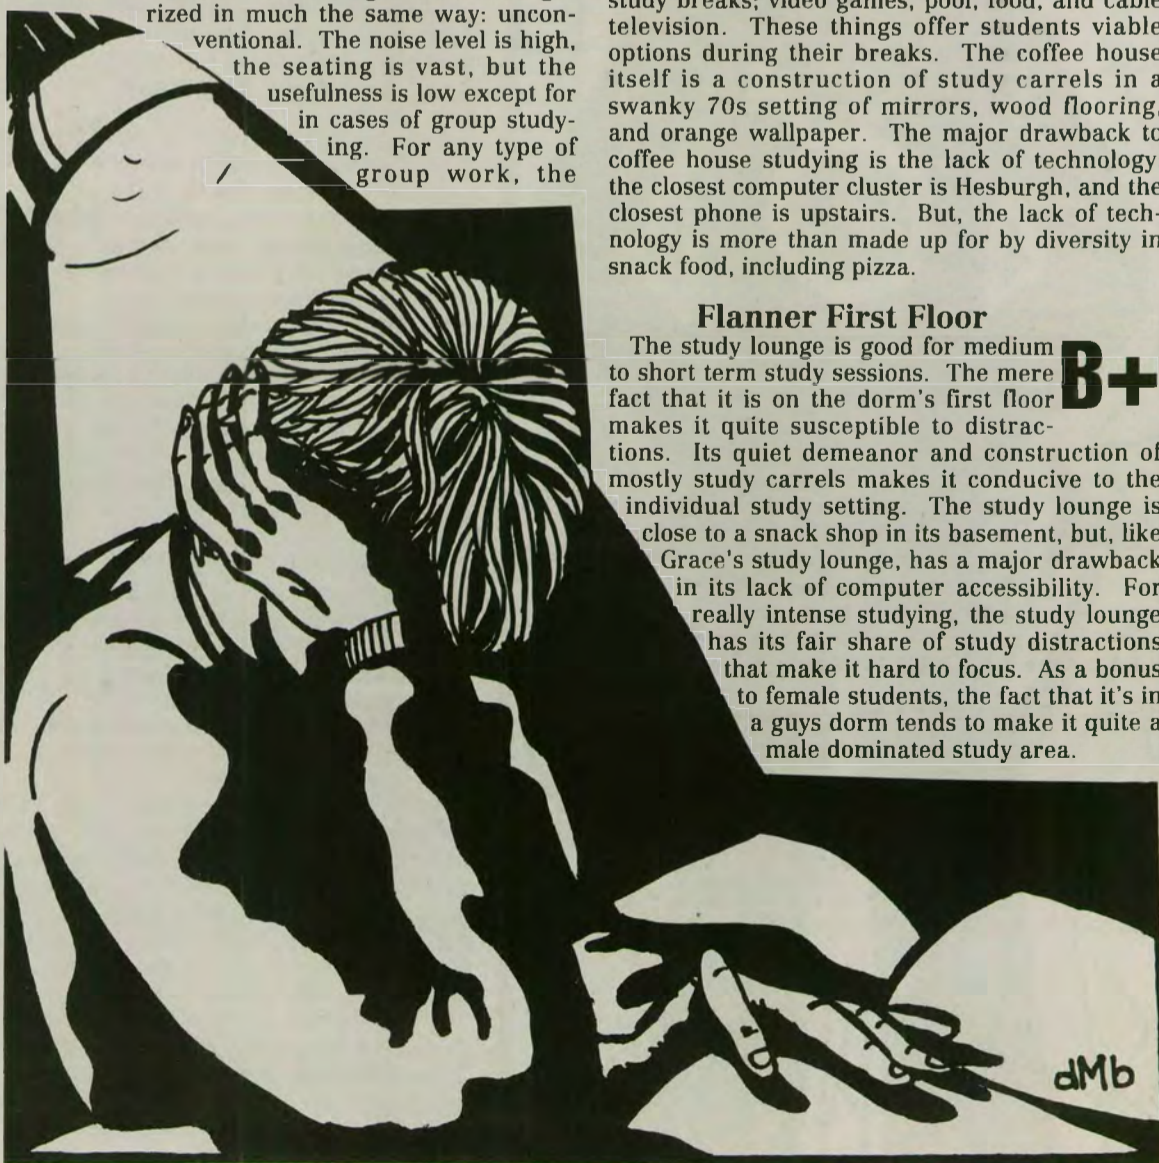 rized in much the same way: uncon-
ventional. The noise level is high,
the seating is vast, but the
usefulness is low except for
in cases of group study-
ing. For any type of
group work, the
study breaks; video games, pool, food, and cable
television. These things offer students viable
options during their breaks. The coffee house
itself is a construction of study carrels in a
swanky 70s setting of mirrors, wood flooring,
and orange wallpaper. The major drawback to
coffee house studying is the lack of technology
the closest computer cluster is Hesburgh, and the
closest phone is upstairs. But, the lack of tech-
nology is more than made up for by diversity in
snack food, including pizza.
Flanner First Floor
B+
The study lounge is good for medium
to short term study sessions. The mere
fact that it is on the dorm's first floor
makes it quite susceptible to distrac-
tions. Its quiet demeanor and construction of
mostly study carrels makes it conducive to the
individual study setting. The study lounge is
close to a snack shop in its basement, but, like
Grace's study lounge, has a major drawback
in its lack of computer accessibility. For
really intense studying, the study lounge
has its fair share of study distractions
that make it hard to focus. As a bonus
to female students, the fact that it's in
a guys dorm tends to make it quite a
male dominated study area.
dMb